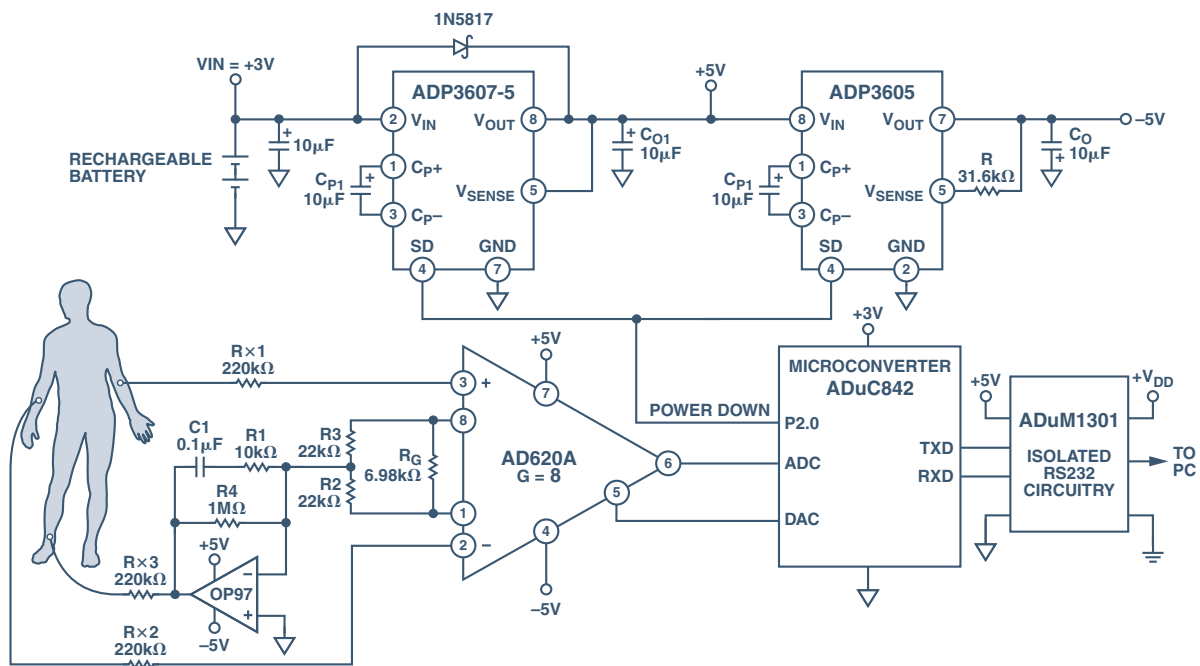 1N5817
VIN = +3V
RECHARGEABLE
BATTERY
+
10µF
ADP3607-5
2
VIN
VOUT
8
1
CP+
CP1
10µF
+
VSENSE
5
3
CP–
SD
GND
4
7
+
CO1
10µF
+5V
ADP3605
8
VIN
VOUT
7
1
CP+
CP1
10µF
+
VSENSE
5
3
CP–
SD
GND
4
2
R
31.6kΩ
CO
10µF
+
–5V
R×1
220kΩ
C1
0.1µF
R1
10kΩ
R4
1MΩ
R3
22kΩ
R2
22kΩ
RG
6.98kΩ
+5V
OP97
–
+
–5V
R×3
220kΩ
R×2
220kΩ
3
+
8
1
2
–
+5V
7
AD620A
G = 8
6
5
4
–5V
+3V
MICROCONVERTER
ADuC842
POWER DOWN
P2.0
ADC
DAC
TXD
RXD
+5V
ADuM1301
ISOLATED
RS232
CIRCUITRY
+VDD
TO
PC